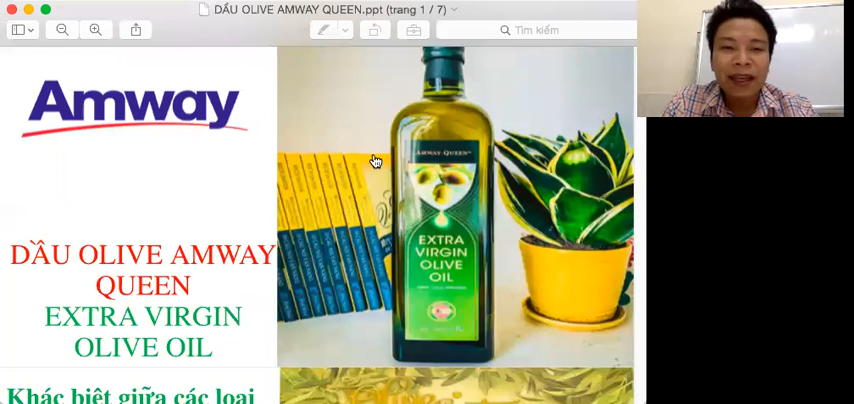 DẦU OLIVE AMWAY QUEEN.ppt (trang 1 / 7)
Tìm kiếm
Amway
DẦU OLIVE AMWAY
QUEEN
EXTRA VIRGIN
OLIVE OIL
AMWAY QUEEN™
EXTRA
VIRGIN
OLIVE
OIL
Khác biệt giữa các loại